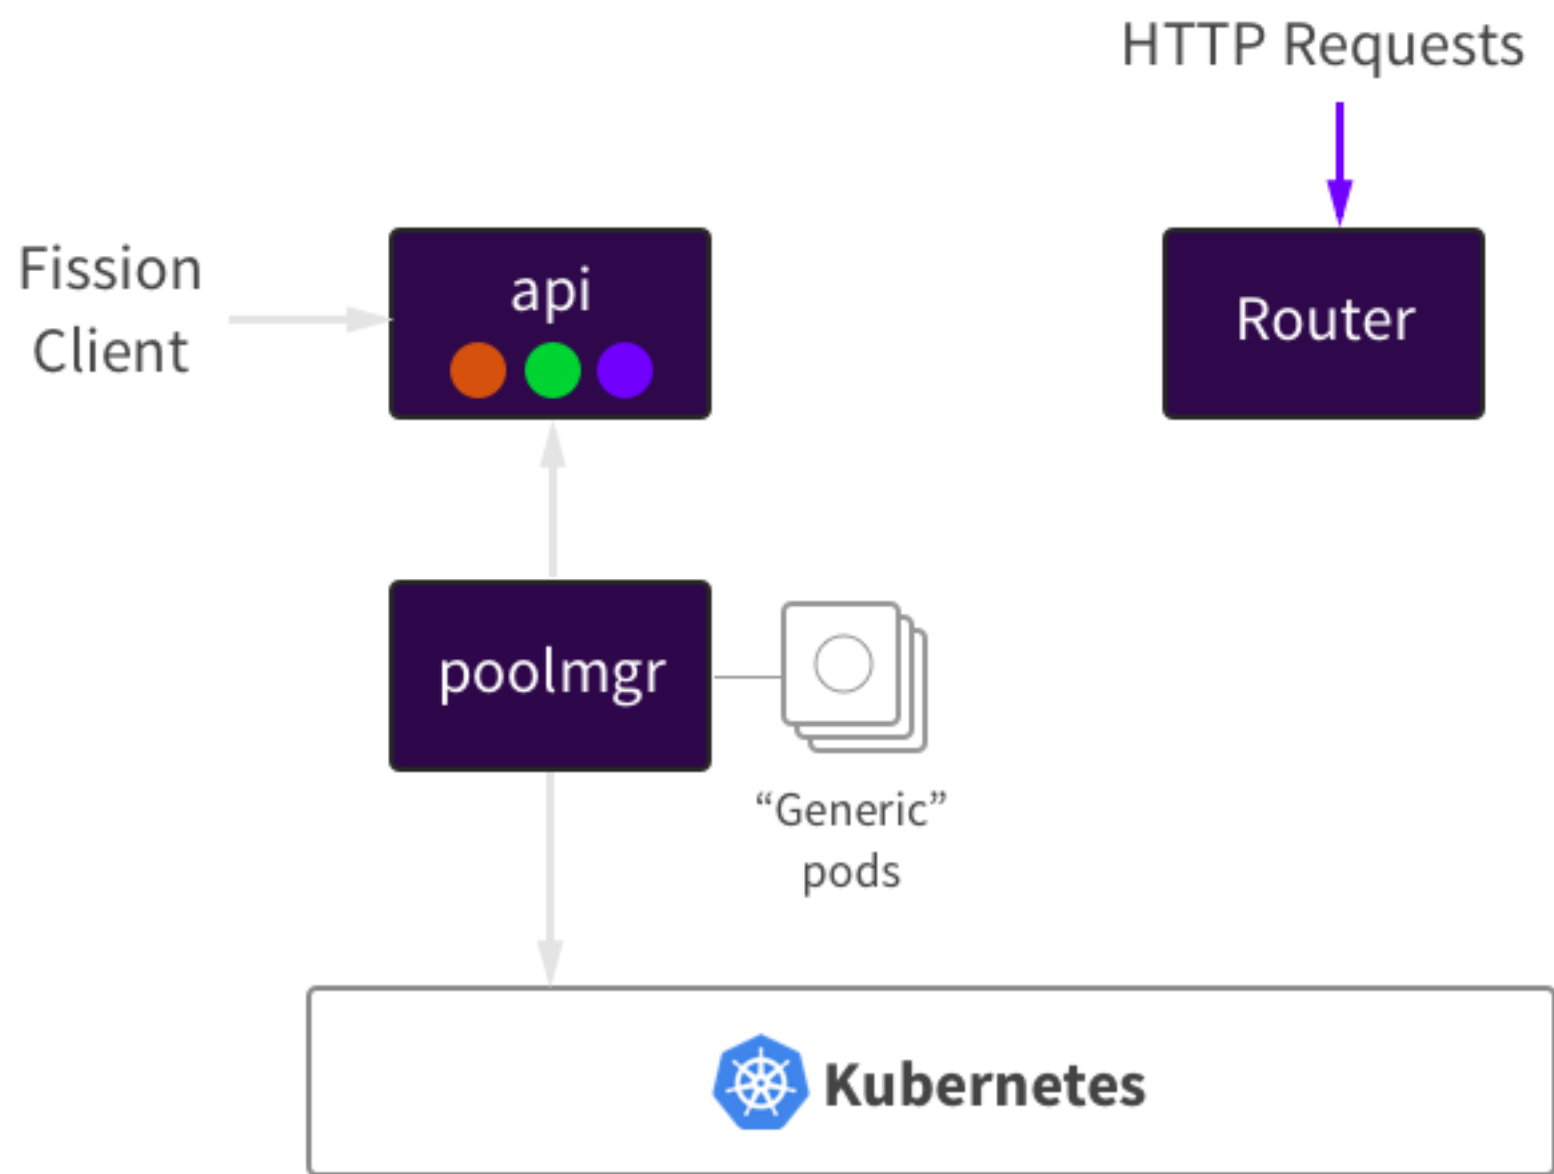 HTTP Requests
Fission
Client
api
Router
poolmgr
“Generic”
pods
Kubernetes